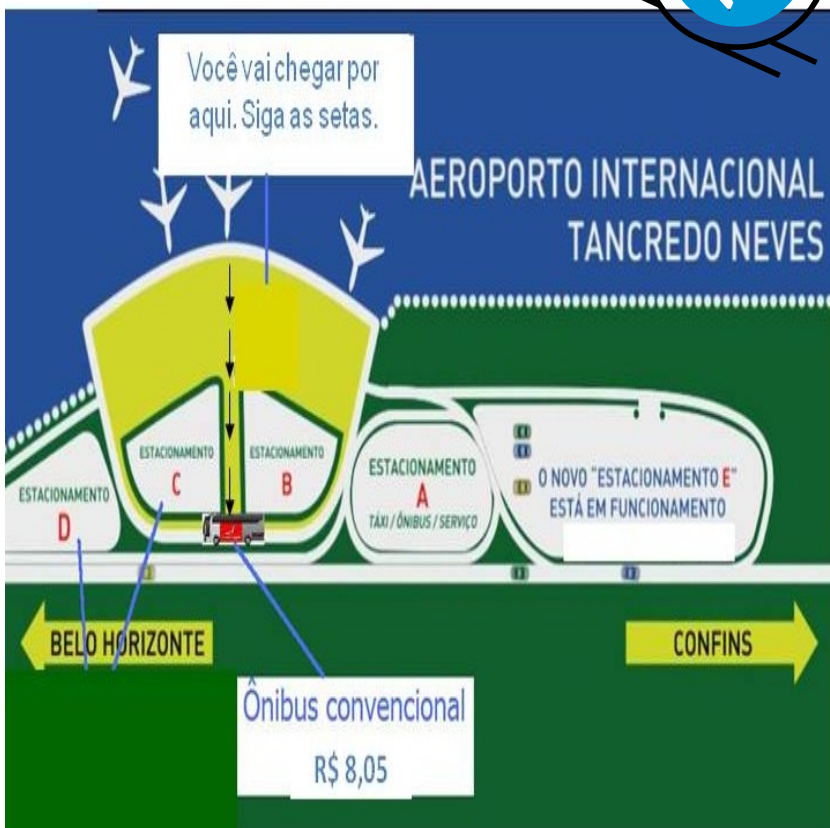 Você vai chegar por
aqui. Siga as setas.
AEROPORTO INTERNACIONAL
TANCREDO NEVES
ESTACIONAMENTO
C
ESTACIONAMENTO
B
ESTACIONAMENTO
A
TÁXI / ÔNIBUS / SERVIÇO
O NOVO "ESTACIONAMENTO E"
ESTÁ EM FUNCIONAMENTO
ESTACIONAMENTO
D
BELO HORIZONTE
CONFINS
Ônibus convencional
R$ 8,05